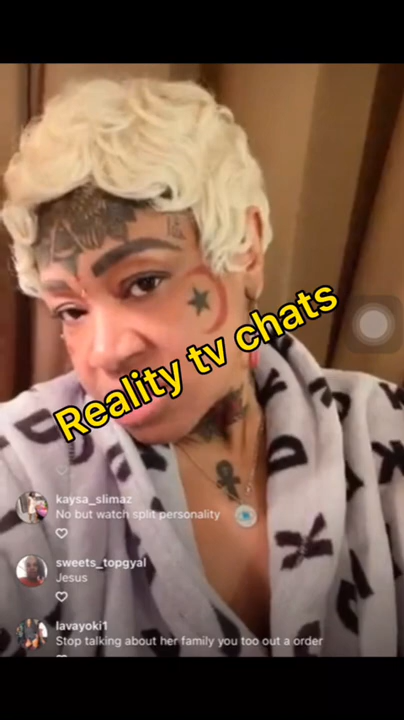 Reality tv chats
kaysa_slimaz
No but watch split personality
sweets_topgyal
Jesus
lavayoki1
Stop talking about her family you too out a order